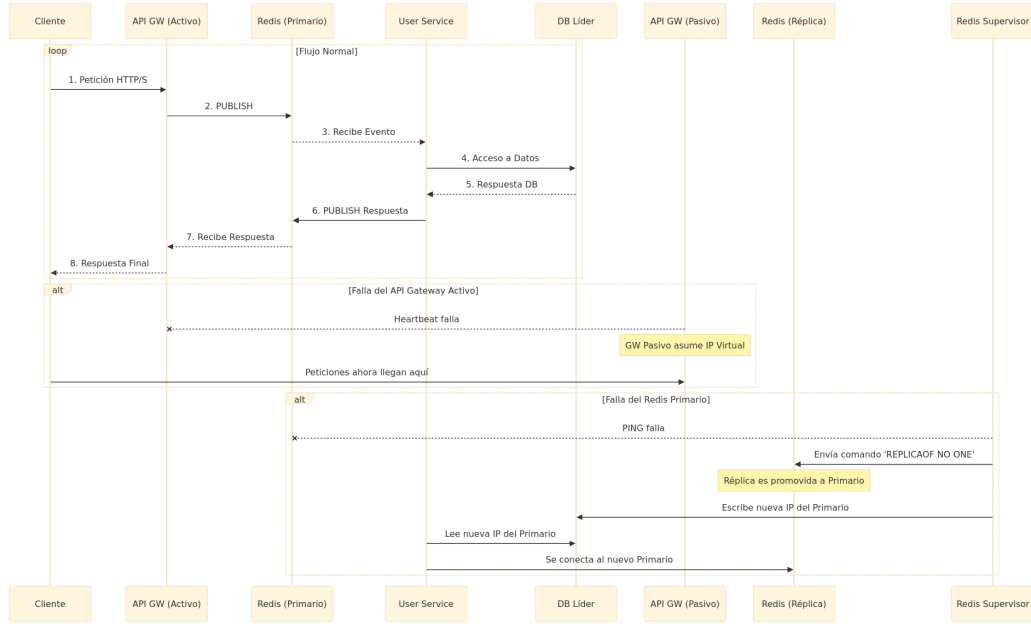 Cliente
API GW (Activo)
Redis (Primario)
User Service
DB Líder
API GW (Pasivo)
Redis (Réplica)
Redis Supervisor
loop
[Flujo Normal]
1. Petición HTTP/S
2. PUBLISH
3. Recibe Evento
4. Acceso a Datos
5. Respuesta DB
6. PUBLISH Respuesta
7. Recibe Respuesta
8. Respuesta Final
alt
[Falla del API Gateway Activo]
Heartbeat falla
GW Pasivo asume IP Virtual
Peticiones ahora llegan aquí
alt
[Falla del Redis Primario]
PING falla
Envía comando 'REPLICAOF NO ONE'
Réplica es promovida a Primario
Escribe nueva IP del Primario
Lee nueva IP del Primario
Se conecta al nuevo Primario
Cliente
API GW (Activo)
Redis (Primario)
User Service
DB Líder
API GW (Pasivo)
Redis (Réplica)
Redis Supervisor